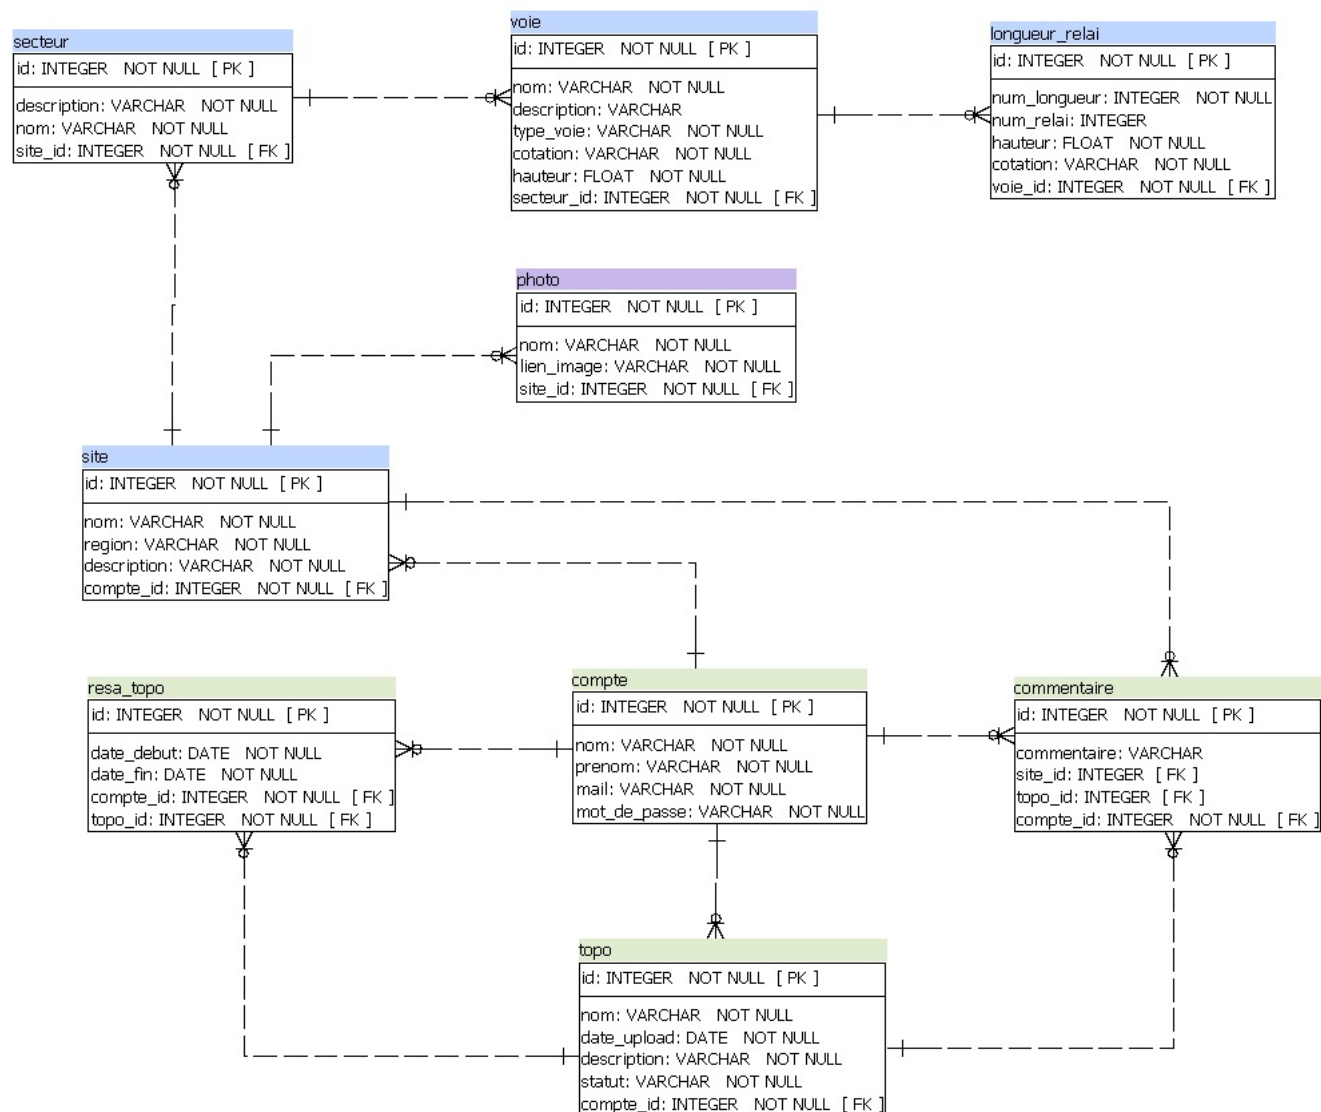 secteur
id: INTEGER NOT NULL [ PK ]
description: VARCHAR NOT NULL
nom: VARCHAR NOT NULL
site_id: INTEGER NOT NULL [ FK ]
voie
id: INTEGER NOT NULL [ PK ]
nom: VARCHAR NOT NULL
description: VARCHAR
type_voie: VARCHAR NOT NULL
cotation: VARCHAR NOT NULL
hauteur: FLOAT NOT NULL
secteur_id: INTEGER NOT NULL [ FK ]
longueur_relai
id: INTEGER NOT NULL [ PK ]
num_longueur: INTEGER NOT NULL
num_relai: INTEGER
hauteur: FLOAT NOT NULL
cotation: VARCHAR NOT NULL
voie_id: INTEGER NOT NULL [ FK ]
photo
id: INTEGER NOT NULL [ PK ]
nom: VARCHAR NOT NULL
lien_image: VARCHAR NOT NULL
site_id: INTEGER NOT NULL [ FK ]
site
id: INTEGER NOT NULL [ PK ]
nom: VARCHAR NOT NULL
region: VARCHAR NOT NULL
description: VARCHAR NOT NULL
compte_id: INTEGER NOT NULL [ FK ]
resa_topo
id: INTEGER NOT NULL [ PK ]
date_debut: DATE NOT NULL
date_fin: DATE NOT NULL
compte_id: INTEGER NOT NULL [ FK ]
topo_id: INTEGER NOT NULL [ FK ]
compte
id: INTEGER NOT NULL [ PK ]
nom: VARCHAR NOT NULL
prenom: VARCHAR NOT NULL
mail: VARCHAR NOT NULL
mot_de_passe: VARCHAR NOT NULL
commentaire
id: INTEGER NOT NULL [ PK ]
commentaire: VARCHAR
site_id: INTEGER [ FK ]
topo_id: INTEGER [ FK ]
compte_id: INTEGER NOT NULL [ FK ]
topo
id: INTEGER NOT NULL [ PK ]
nom: VARCHAR NOT NULL
date_upload: DATE NOT NULL
description: VARCHAR NOT NULL
statut: VARCHAR NOT NULL
compte_id: INTEGER NOT NULL [ FK ]